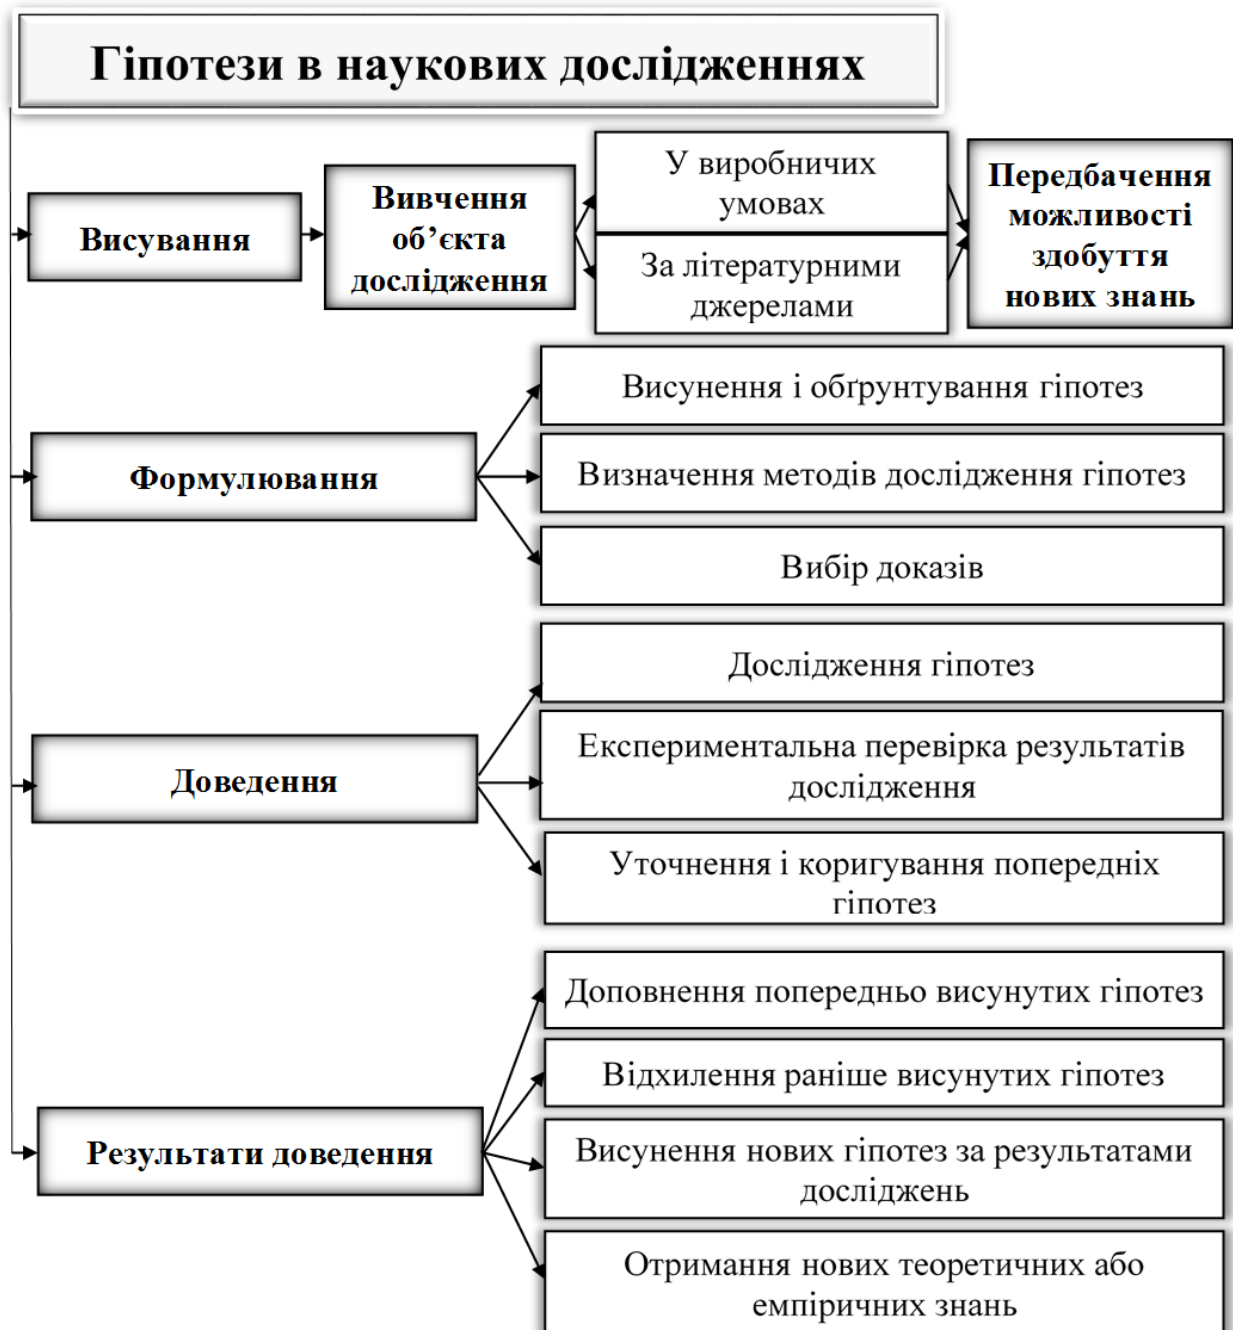 Гіпотези в наукових дослідженнях
Висування
Вивчення
об’єкта
дослідження
У виробничих
умовах
За літературними
джерелами
Передбачення
можливості
здобуття
нових знань
Формулювання
Висунення і обґрунтування гіпотез
Визначення методів дослідження гіпотез
Вибір доказів
Доведення
Дослідження гіпотез
Експериментальна перевірка результатів
дослідження
Уточнення і коригування попередніх
гіпотез
Результати доведення
Доповнення попередньо висунутих гіпотез
Відхилення раніше висунутих гіпотез
Висунення нових гіпотез за результатами
досліджень
Отримання нових теоретичних або
емпіричних знань